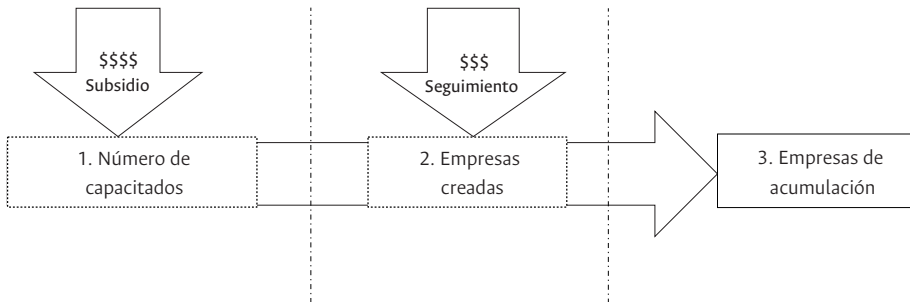 $$$$
Subsidio
$$$
Seguimiento
1. Número de
capacitados
2. Empresas
creadas
3. Empresas de
acumulación